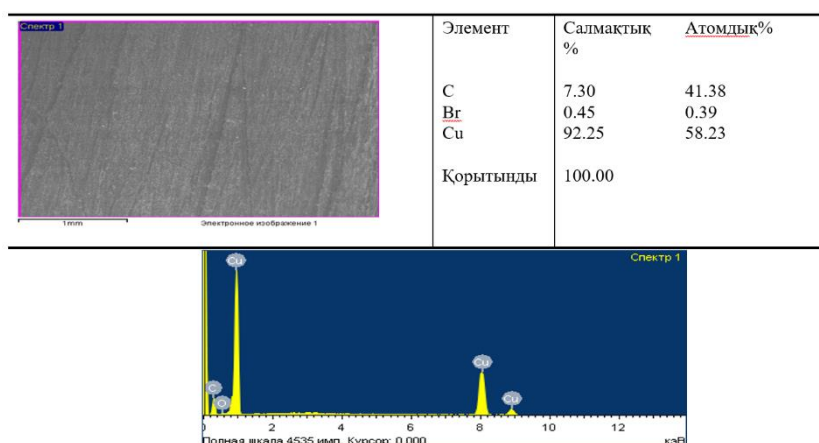 Спектр 1
1mm Электронное изображение 1
Элемент Салмақтық Атомдық%
%
C 7.30 41.38
Br 0.45 0.39
Cu 92.25 58.23
Қорытынды 100.00
Спектр 1
Cu
Cu
C
O
Cu
0 2 4 6 8 10 12
Полная шкала 4535 имп. Курсор: 0.000 кэВ